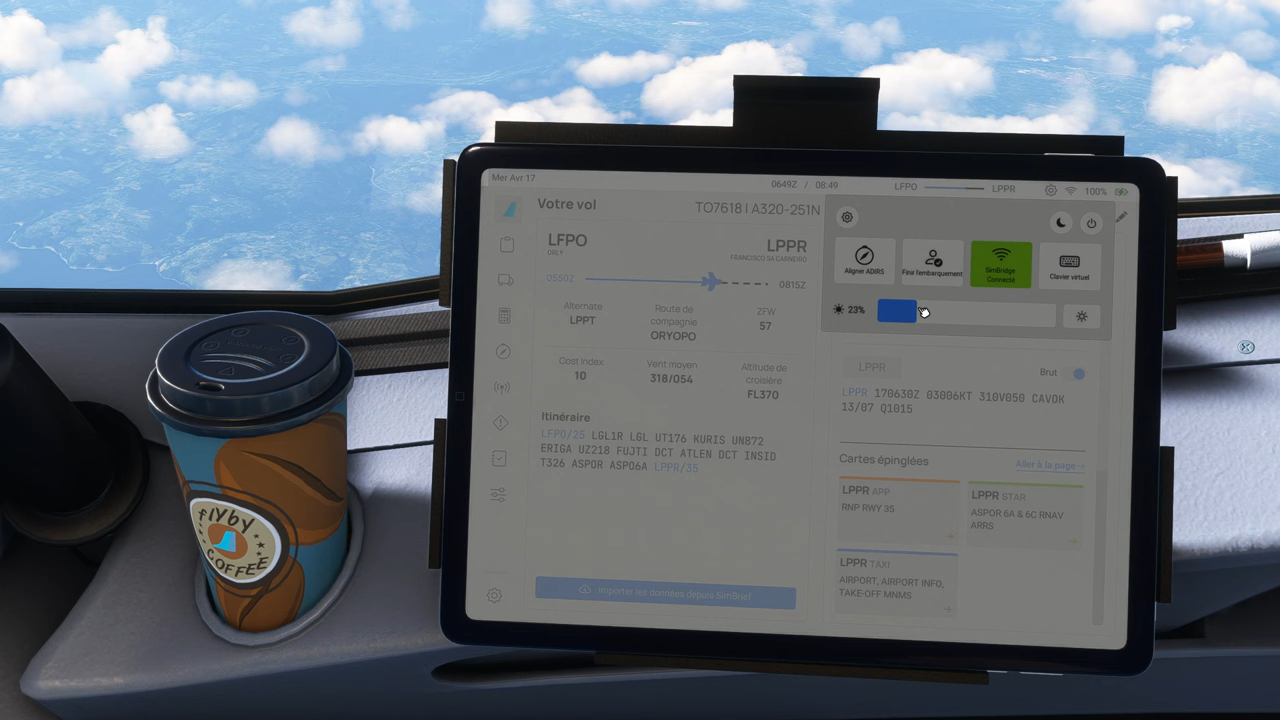 Mer Avr 17
0649Z / 08:49
LFPO LPPR
100%
Votre vol
TO7618 | A320-251N
LFPO
LPPR
ORLY
FRANCISCO SA CARNEIRO
0550Z
0815Z
Alternate
LPPT
Route de
compagnie
ORYOPO
ZFW
57
Cost Index
10
Vent moyen
318/054
Altitude de
croisière
FL370
Itinéraire
LFPO/25 LGL1R LGL UT176 KURIS UN872
ERIGA UZ218 FUJTI DCT ATLEN DCT INSID
T326 ASPOR ASPO6A LPPR/35
Importer les données depuis SimBrief
Aligner ADIRS
Finir l'embarquement
SimBridge
Connecté
Clavier virtuel
23%
LPPR
Brut
LPPR 170630Z 03006KT 310V050 CAVOK
13/07 Q1015
Cartes épinglées
Aller à la page
LPPR APP
RNP RWY 35
LPPR STAR
ASPOR 6A & 6C RNAV
ARRS
LPPR TAXI
AIRPORT, AIRPORT INFO,
TAKE-OFF MNMS
flyby
COFFEE